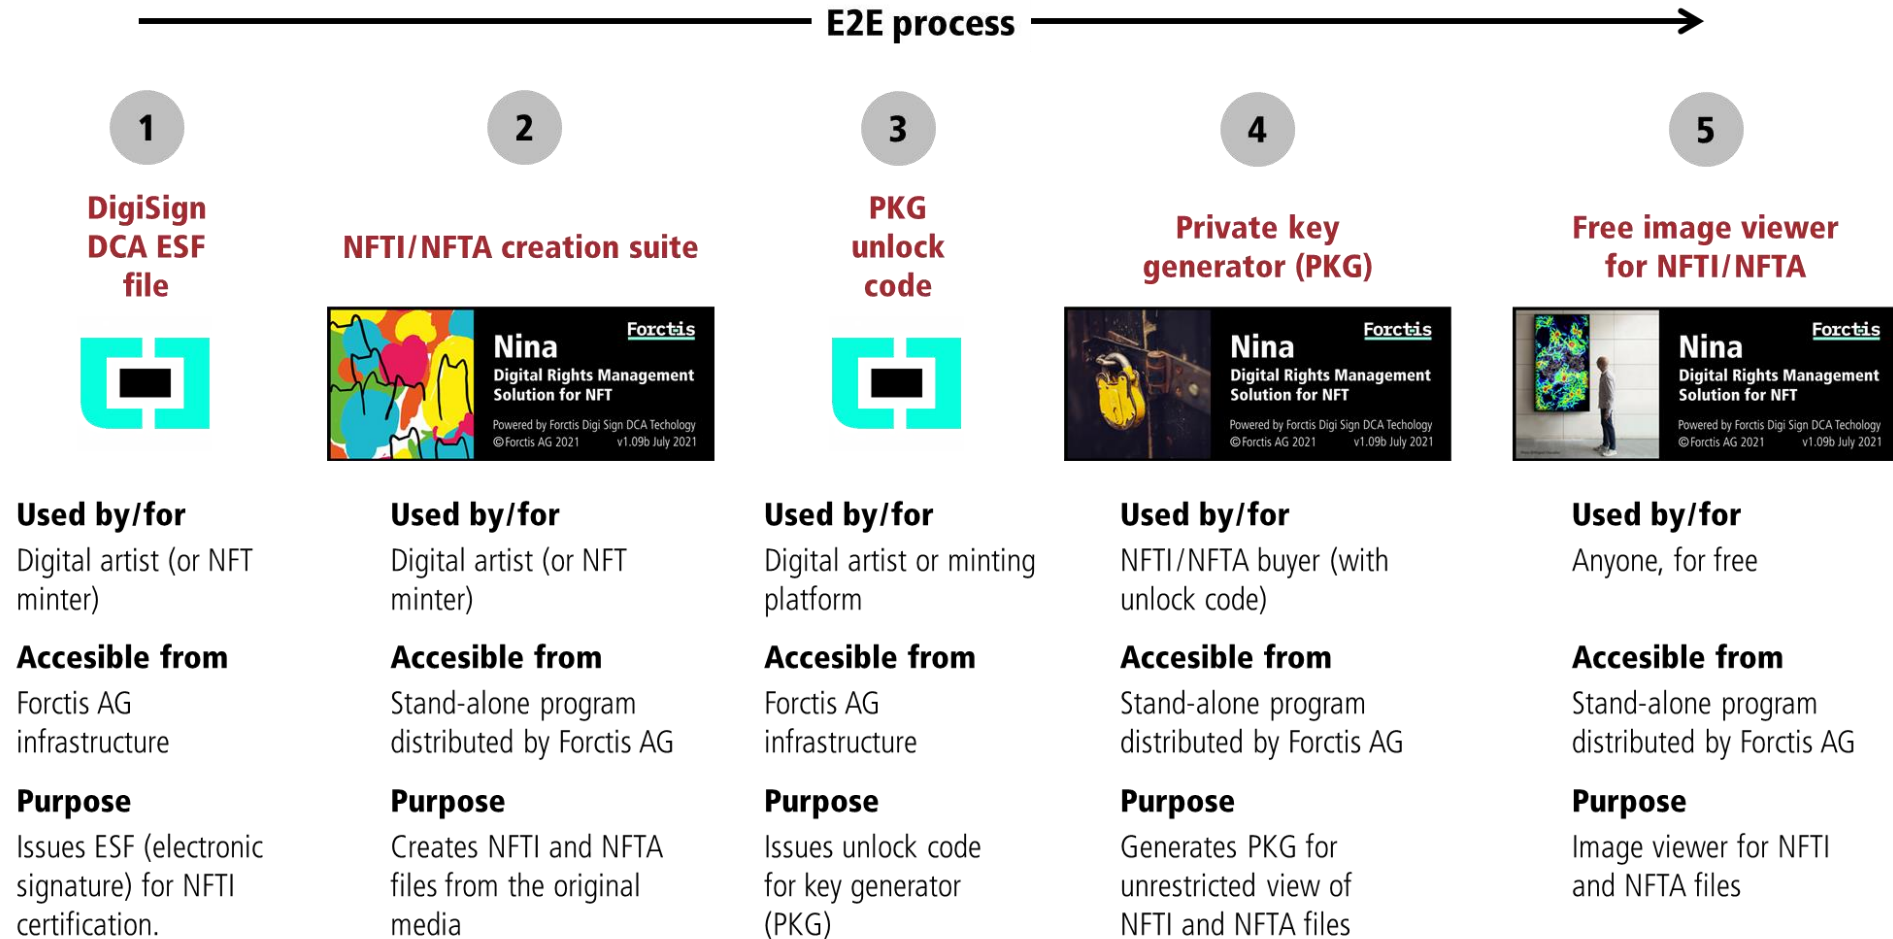 E2E process
1
2
3
4
5
DigiSign
DCA ESF
file
NFTI/NFTA creation suite
PKG
unlock
code
Private key
generator (PKG)
Free image viewer
for NFTI/NFTA
Forctis
Nina
Digital Rights Management
Solution for NFT
Powered by Forctis Digi Sign DCA Techology
©Forctis AG 2021 v1.09b July 2021
Forctis
Nina
Digital Rights Management
Solution for NFT
Powered by Forctis Digi Sign DCA Techology
©Forctis AG 2021 v1.09b July 2021
Forctis
Nina
Digital Rights Management
Solution for NFT
Powered by Forctis Digi Sign DCA Techology
©Forctis AG 2021 v1.09b July 2021
Used by/for
Digital artist (or NFT
minter)
Accesible from
Forctis AG
infrastructure
Purpose
Issues ESF (electronic
signature) for NFTI
certification.
Used by/for
Digital artist (or NFT
minter)
Accesible from
Stand-alone program
distributed by Forctis AG
Purpose
Creates NFTI and NFTA
files from the original
media
Used by/for
Digital artist or minting
platform
Accesible from
Forctis AG
infrastructure
Purpose
Issues unlock code
for key generator
(PKG)
Used by/for
NFTI/NFTA buyer (with
unlock code)
Accesible from
Stand-alone program
distributed by Forctis AG
Purpose
Generates PKG for
unrestricted view of
NFTI and NFTA files
Used by/for
Anyone, for free
Accesible from
Stand-alone program
distributed by Forctis AG
Purpose
Image viewer for NFTI
and NFTA files